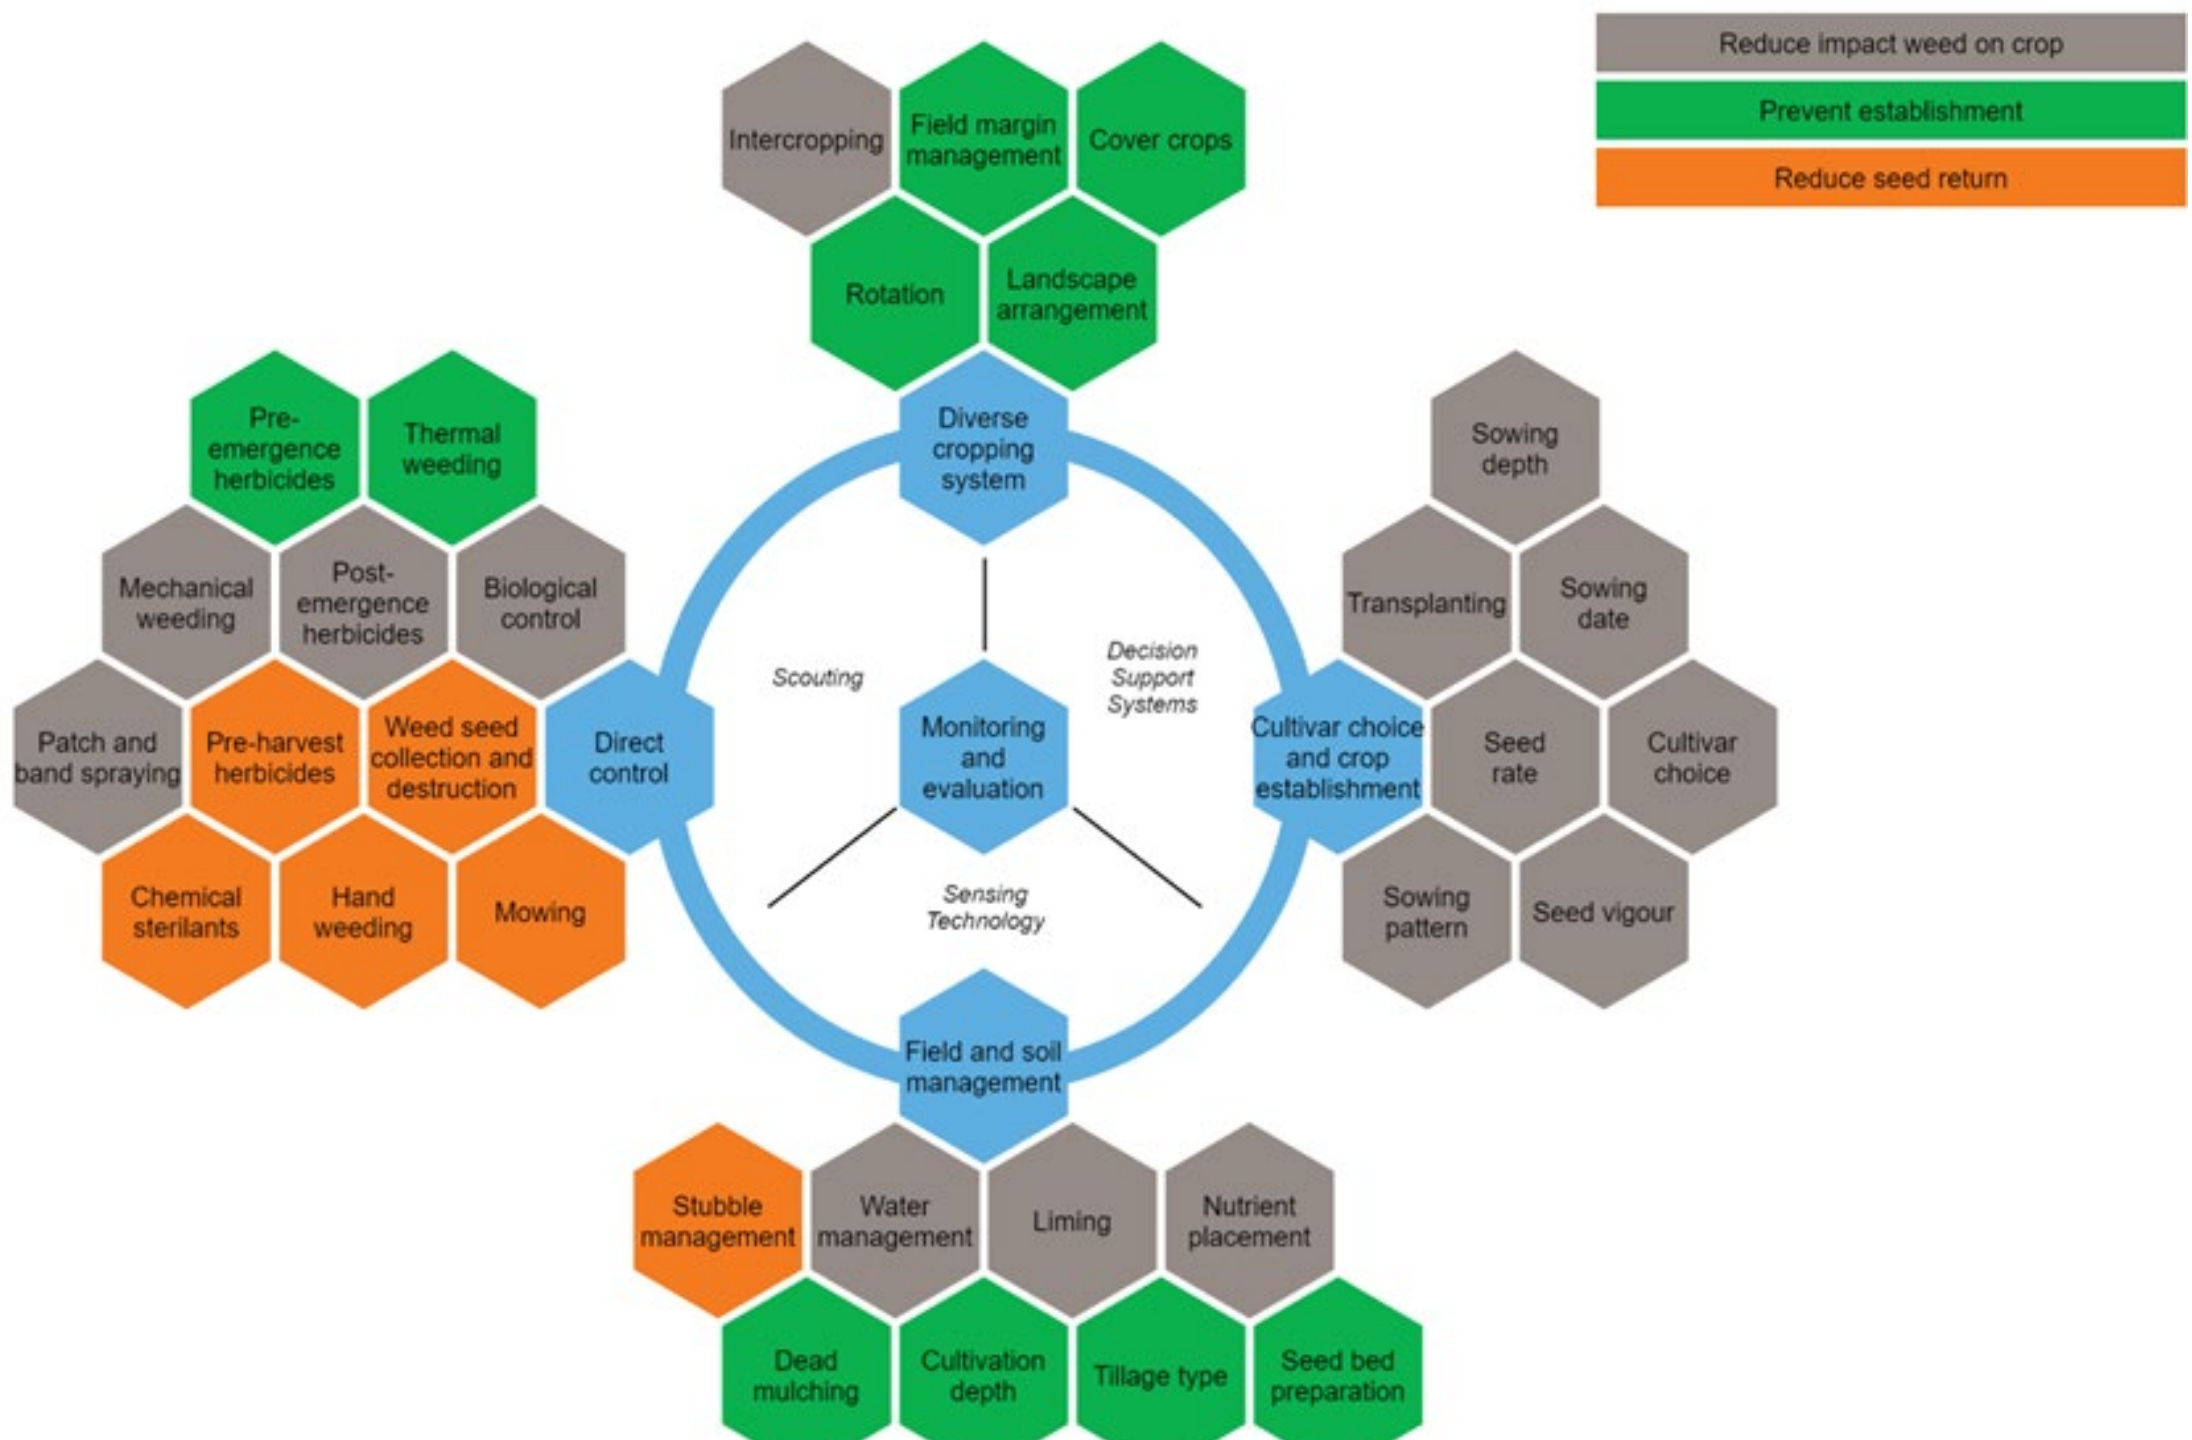 Reduce impact weed on crop
Prevent establishment
Reduce seed return
Intercropping
Field margin
management
Cover crops
Rotation
Landscape
arrangement
Diverse
cropping
system
Pre-
emergence
herbicides
Thermal
weeding
Mechanical
weeding
Post-
emergence
herbicides
Biological
control
Patch and
band spraying
Pre-harvest
herbicides
Weed seed
collection and
destruction
Direct
control
Chemical
sterilants
Hand
weeding
Mowing
Scouting
Decision
Support
Systems
Monitoring
and
evaluation
Sensing
Technology
Sowing
depth
Transplanting
Sowing
date
Cultivar choice
and crop
establishment
Seed
rate
Cultivar
choice
Sowing
pattern
Seed vigour
Field and soil
management
Stubble
management
Water
management
Liming
Nutrient
placement
Dead
mulching
Cultivation
depth
Tillage type
Seed bed
preparation